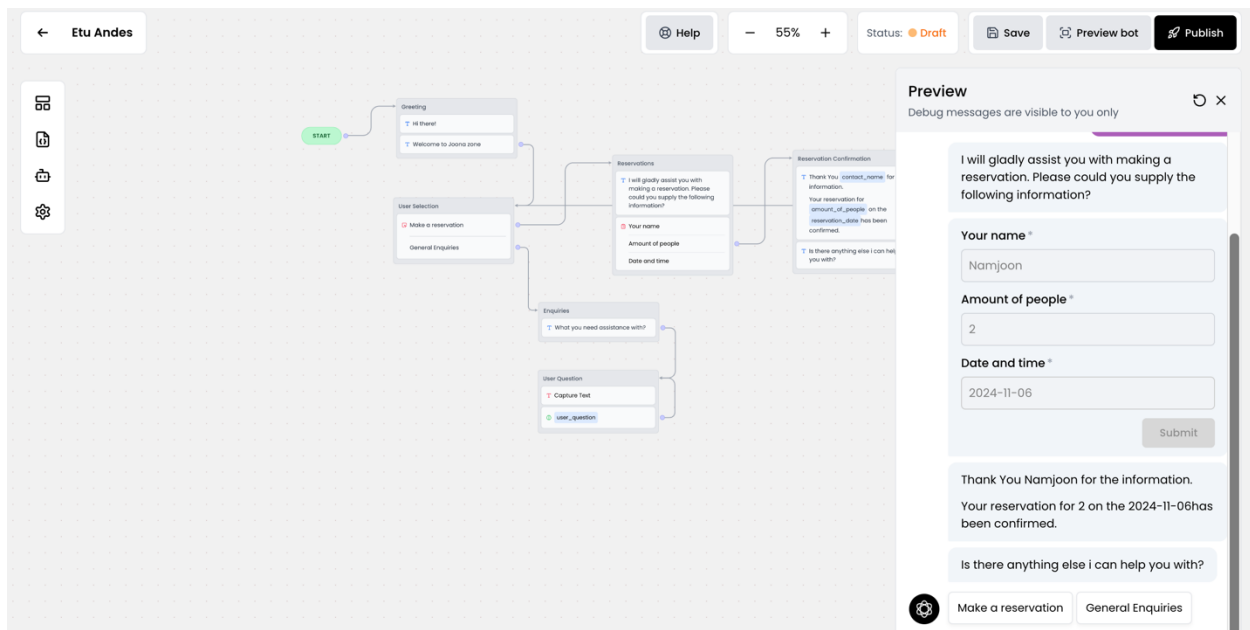 Etu Andes
Help
55%
Status: Draft
Save
Preview bot
Publish
START
Greeting
Hi there!
Welcome to Joona zone
User Selection
Make a reservation
General Enquiries
Reservations
I will gladly assist you with
making a reservation. Please
could you supply the following
information?
Your name
Amount of people
Date and time
Reservation Confirmation
Thank You contact_name for
information.
Your reservation for
amount_of_people on the
reservation_date has been
confirmed.
Is there anything else i can help
you with?
Enquiries
What you need assistance with?
User Question
Capture Text
user_question
Preview
Debug messages are visible to you only
I will gladly assist you with making a
reservation. Please could you supply the
following information?
Your name *
Namjoon
Amount of people *
2
Date and time *
2024-11-06
Submit
Thank You Namjoon for the information.
Your reservation for 2 on the 2024-11-06has
been confirmed.
Is there anything else i can help you with?
Make a reservation
General Enquiries